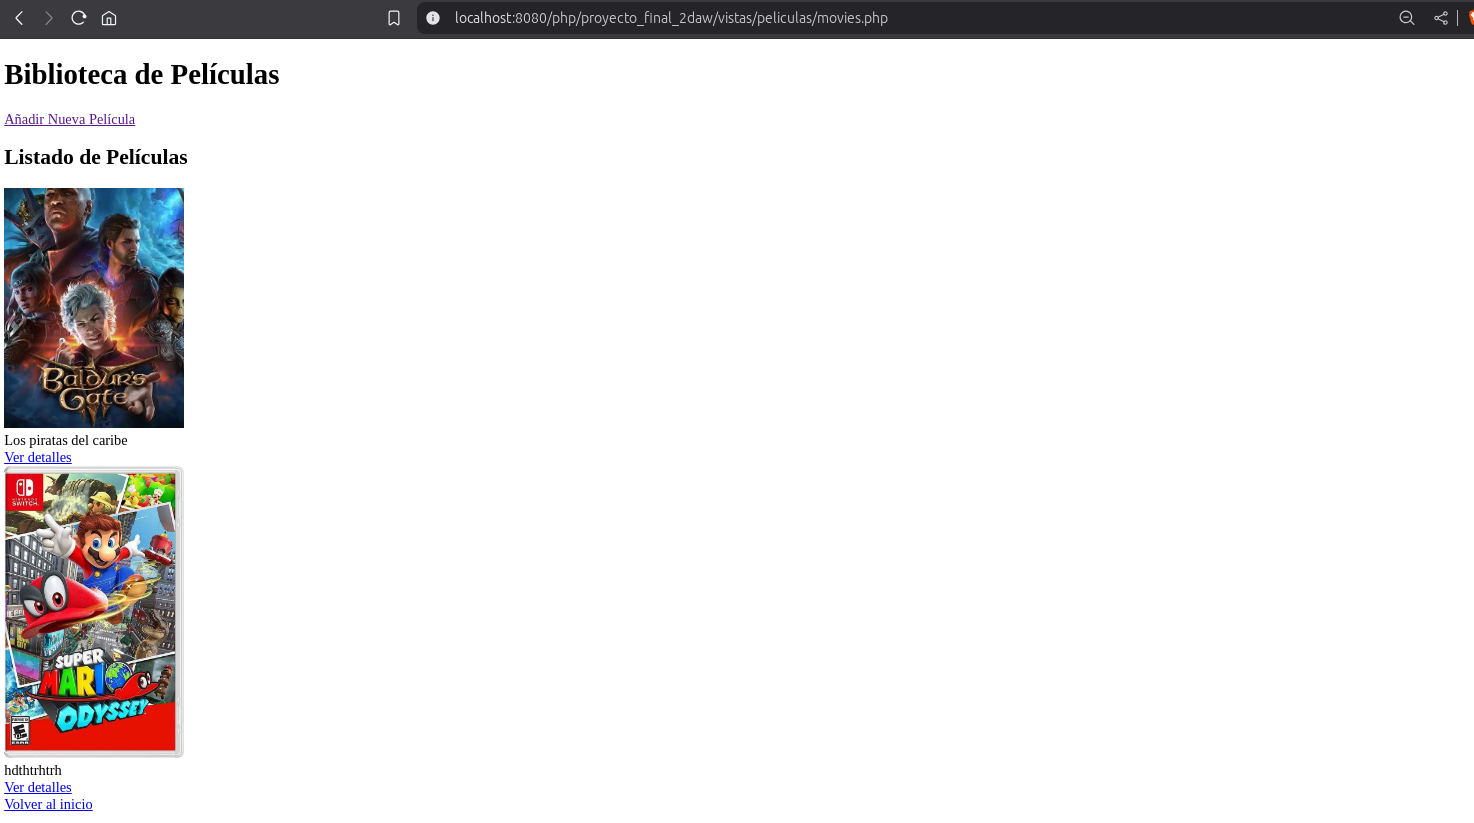 localhost:8080/php/proyecto_final_2daw/vistas/peliculas/movies.php
Biblioteca de Películas
Añadir Nueva Película
Listado de Películas
BALDUR'S
GATE
Los piratas del caribe
Ver detalles
NINTENDO
SWITCH
SUPER
MARIO
ODYSSEY
E
hdthtrhtrh
Ver detalles
Volver al inicio